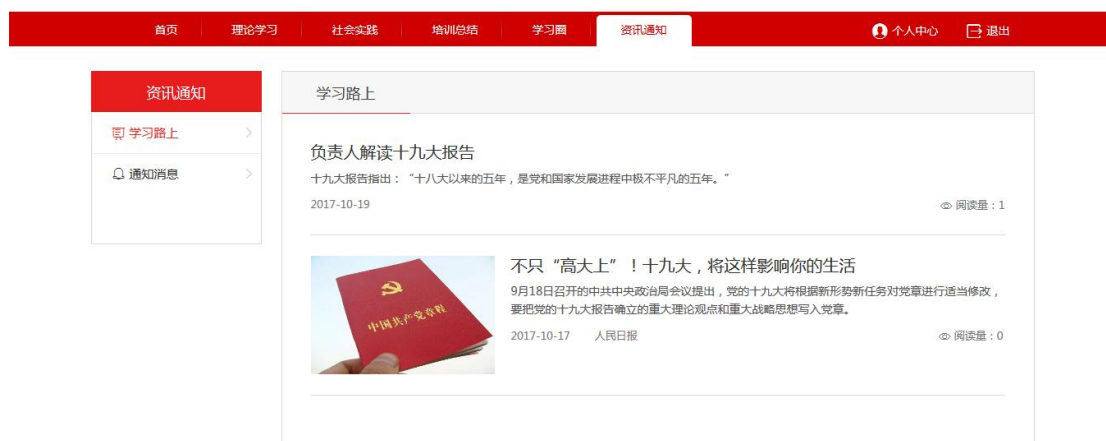 首页 理论学习 社会实践 培训总结 学习圈 资讯通知 个人中心 退出
资讯通知
学习路上
通知消息
学习路上
负责人解读十九大报告
十九大报告指出：“十八大以来的五年，是党和国家发展进程中极不平凡的五年。”
2017-10-19 阅读量：1
中国共产党章程
不只“高大上”！十九大，将这样影响你的生活
9月18日召开的中共中央政治局会议提出，党的十九大将根据新形势新任务对党章进行适当修改，
要把党的十九大报告确立的重大理论观点和重大战略思想写入党章。
2017-10-17 人民日报 阅读量：0